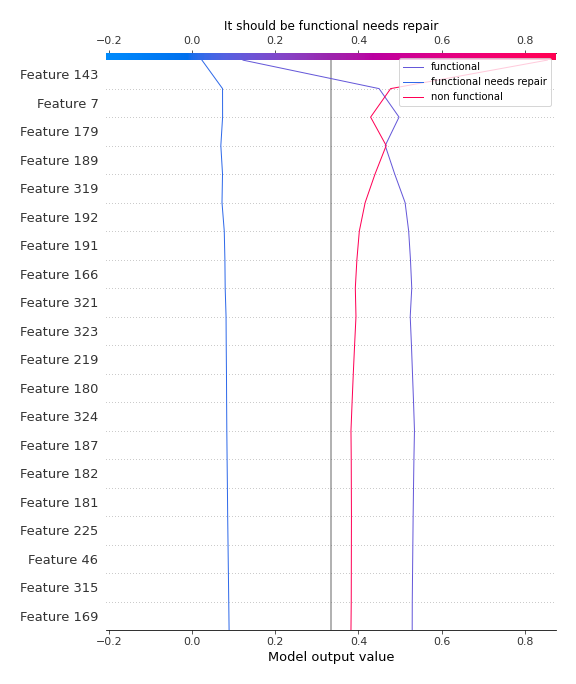 It should be functional needs repair
−0.2 0.0 0.2 0.4 0.6 0.8
functional
functional needs repair
non functional
Feature 143
Feature 7
Feature 179
Feature 189
Feature 319
Feature 192
Feature 191
Feature 166
Feature 321
Feature 323
Feature 219
Feature 180
Feature 324
Feature 187
Feature 182
Feature 181
Feature 225
Feature 46
Feature 315
Feature 169
−0.2 0.0 0.2 0.4 0.6 0.8
Model output value